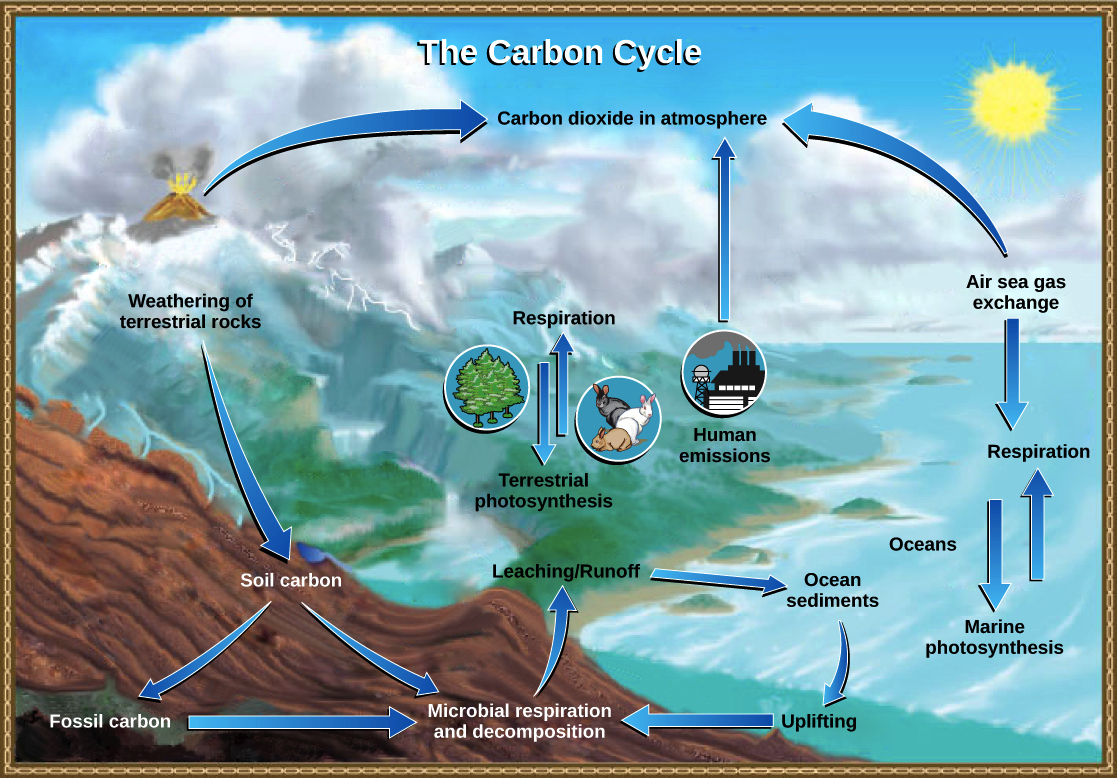 The Carbon Cycle
Carbon dioxide in atmosphere
Weathering of
terrestrial rocks
Respiration
Air sea gas
exchange
Human
emissions
Respiration
Terrestrial
photosynthesis
Oceans
Leaching/Runoff
Soil carbon
Ocean
sediments
Marine
photosynthesis
Fossil carbon
Microbial respiration
and decomposition
Uplifting